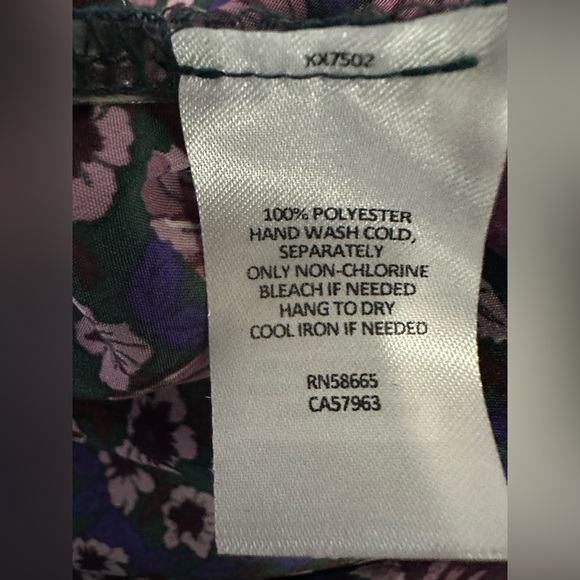 KX7502
100% POLYESTER
HAND WASH COLD,
SEPARATELY
ONLY NON-CHLORINE
BLEACH IF NEEDED
HANG TO DRY
COOL IRON IF NEEDED
RN58665
CA57963